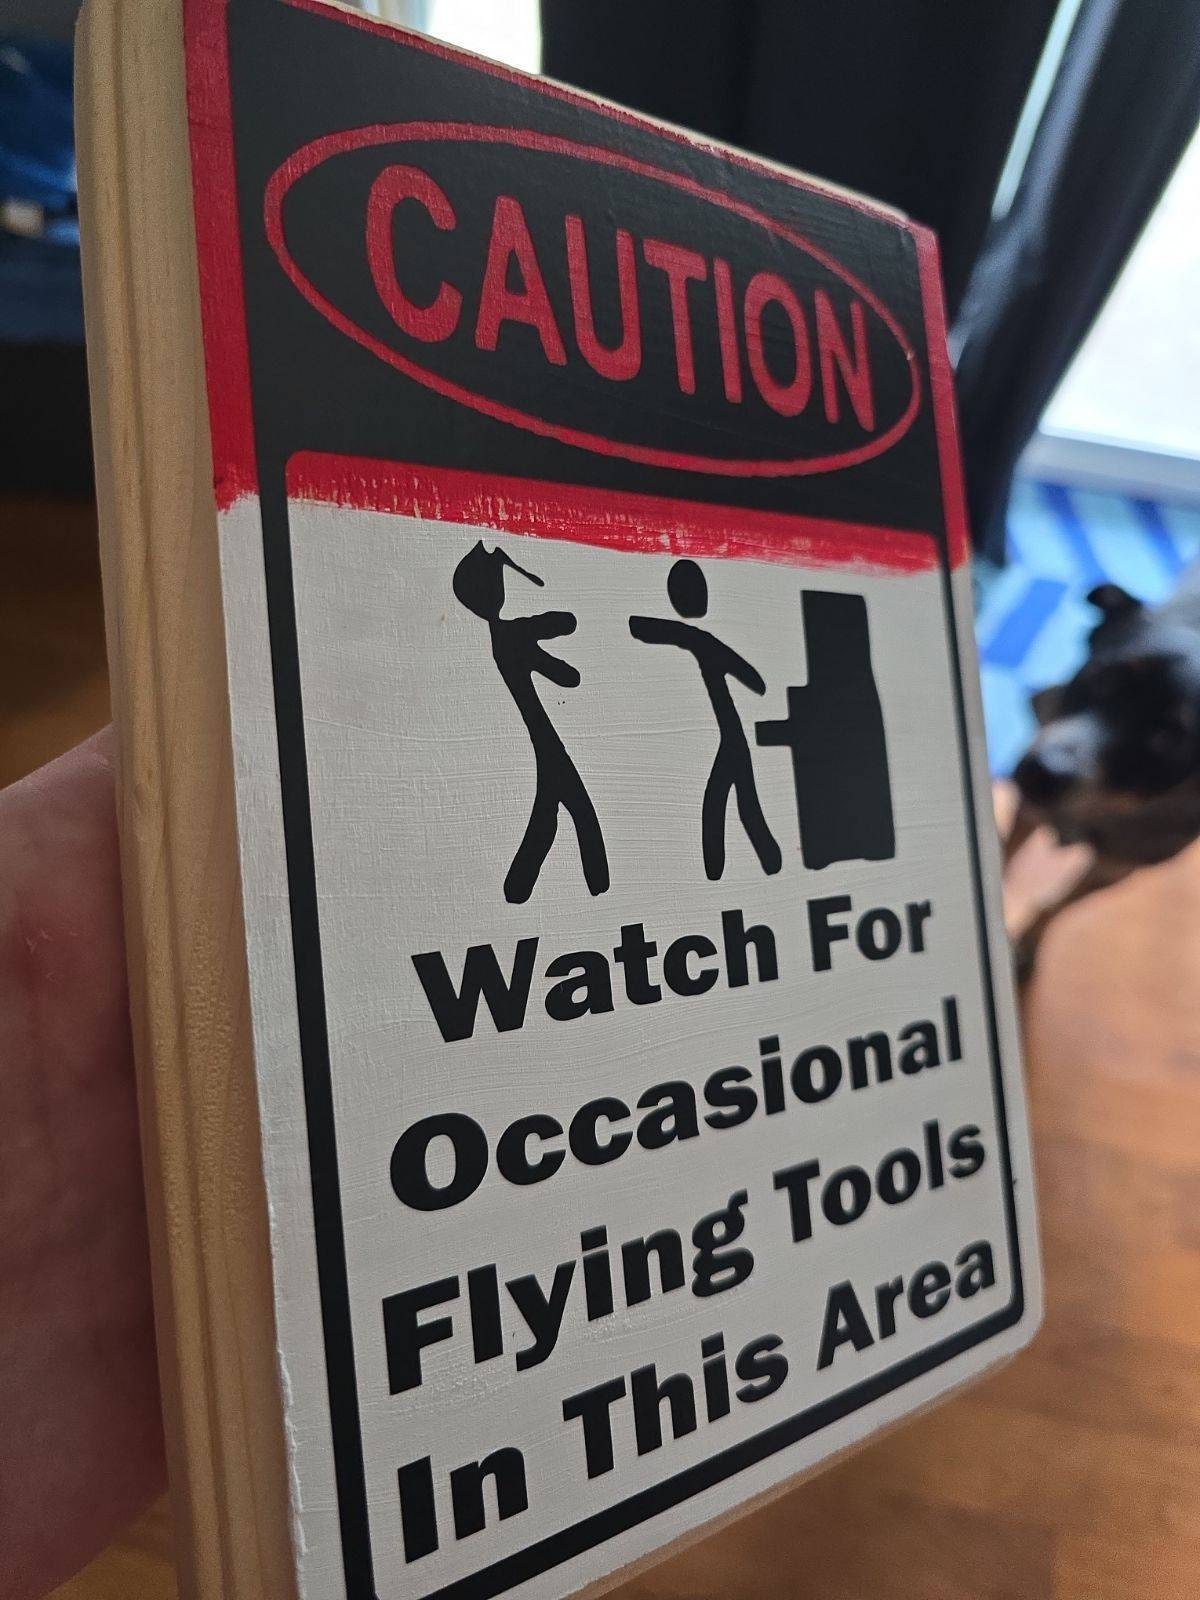 CAUTION
Watch For
Occasional
Flying Tools
In This Area